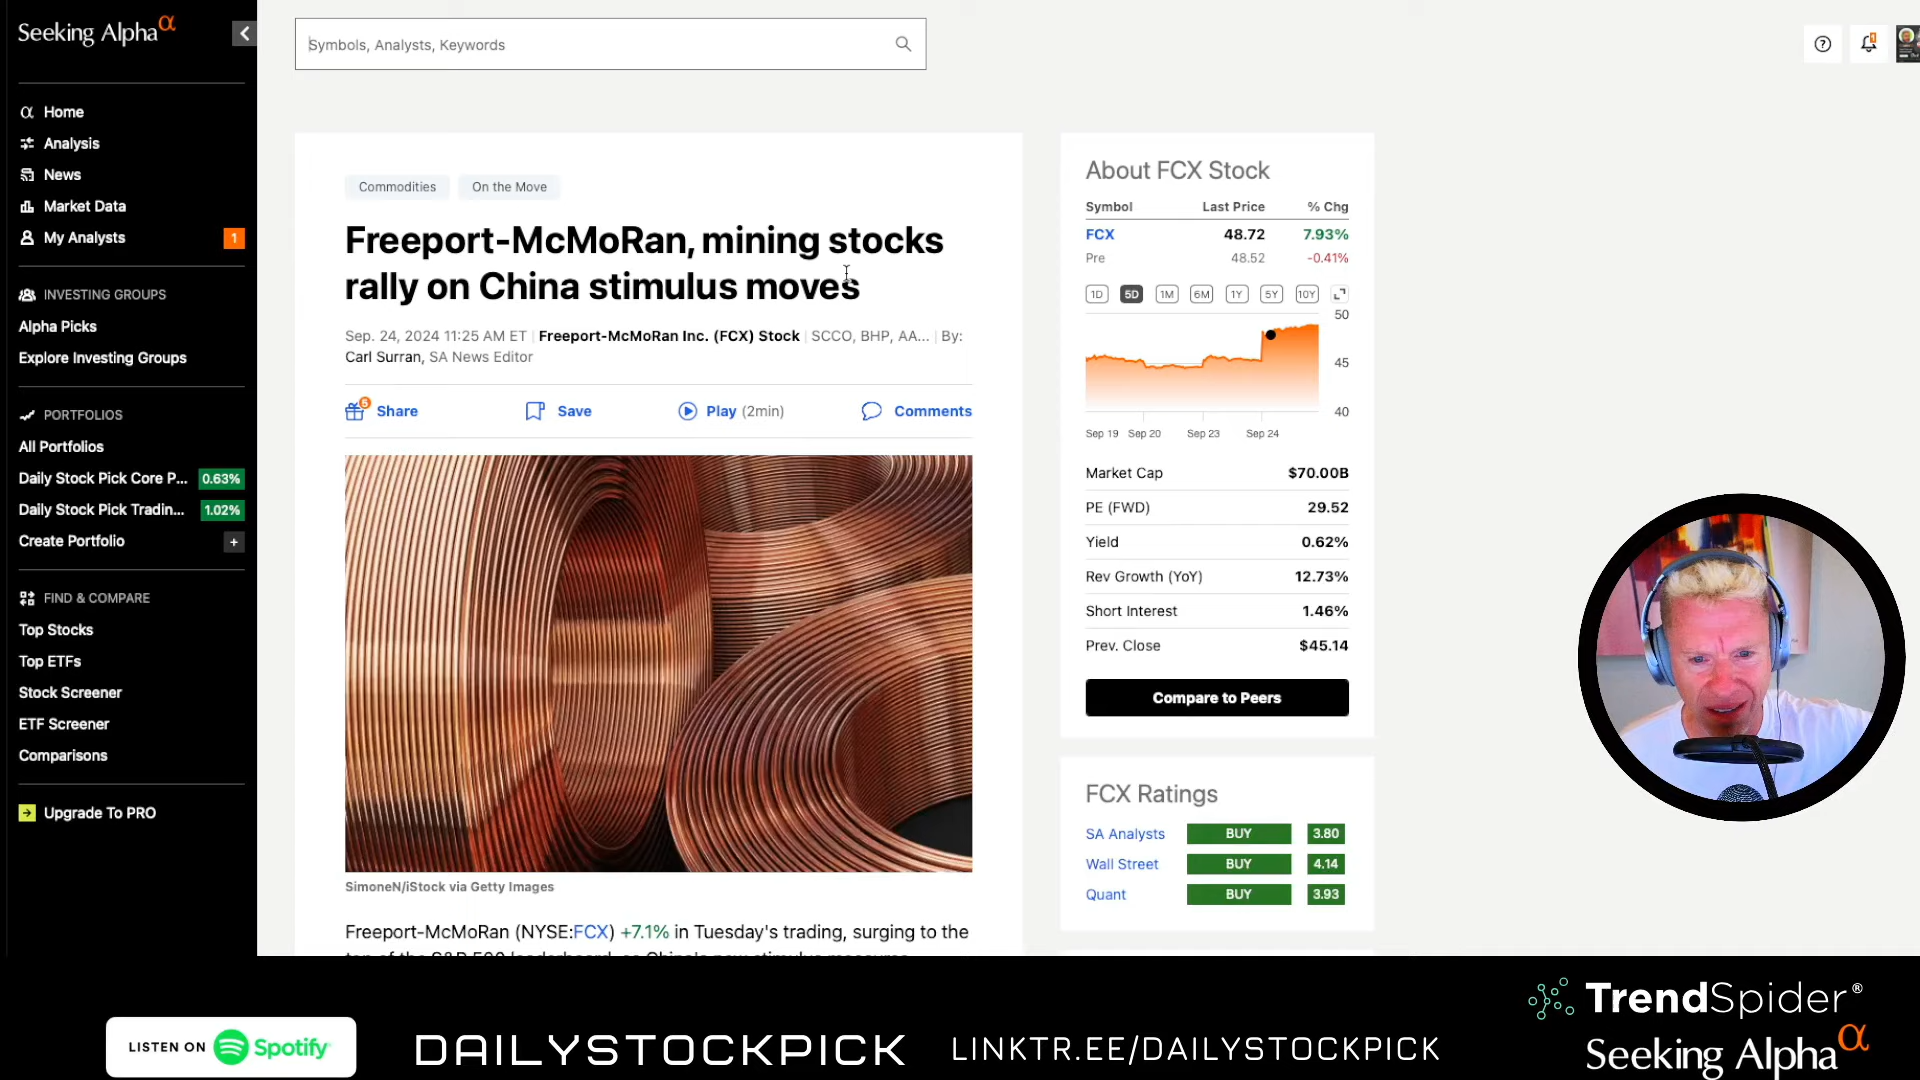 Seeking Alpha α
Symbols, Analysts, Keywords
Home
Analysis
News
Market Data
My Analysts 1
INVESTING GROUPS
Alpha Picks
Explore Investing Groups
PORTFOLIOS
All Portfolios
Daily Stock Pick Core P... 0.63%
Daily Stock Pick Tradin... 1.02%
Create Portfolio +
FIND & COMPARE
Top Stocks
Top ETFs
Stock Screener
ETF Screener
Comparisons
Upgrade To PRO
Commodities On the Move
Freeport-McMoRan, mining stocks
rally on China stimulus moves
Sep. 24, 2024 11:25 AM ET | Freeport-McMoRan Inc. (FCX) Stock | SCCO, BHP, AA... | By:
Carl Surran, SA News Editor
5 Share Save Play (2min) Comments
SimoneN/iStock via Getty Images
Freeport-McMoRan (NYSE:FCX) +7.1% in Tuesday's trading, surging to the
About FCX Stock
Symbol Last Price % Chg
FCX 48.72 7.93%
Pre 48.52 -0.41%
1D 5D 1M 6M 1Y 5Y 10Y
50
45
40
Sep 19 Sep 20 Sep 23 Sep 24
Market Cap $70.00B
PE (FWD) 29.52
Yield 0.62%
Rev Growth (YoY) 12.73%
Short Interest 1.46%
Prev. Close $45.14
Compare to Peers
FCX Ratings
SA Analysts BUY 3.80
Wall Street BUY 4.14
Quant BUY 3.93
LISTEN ON Spotify
DAILYSTOCKPICK
LINKTR.EE/DAILYSTOCKPICK
TrendSpider®
Seeking Alpha α